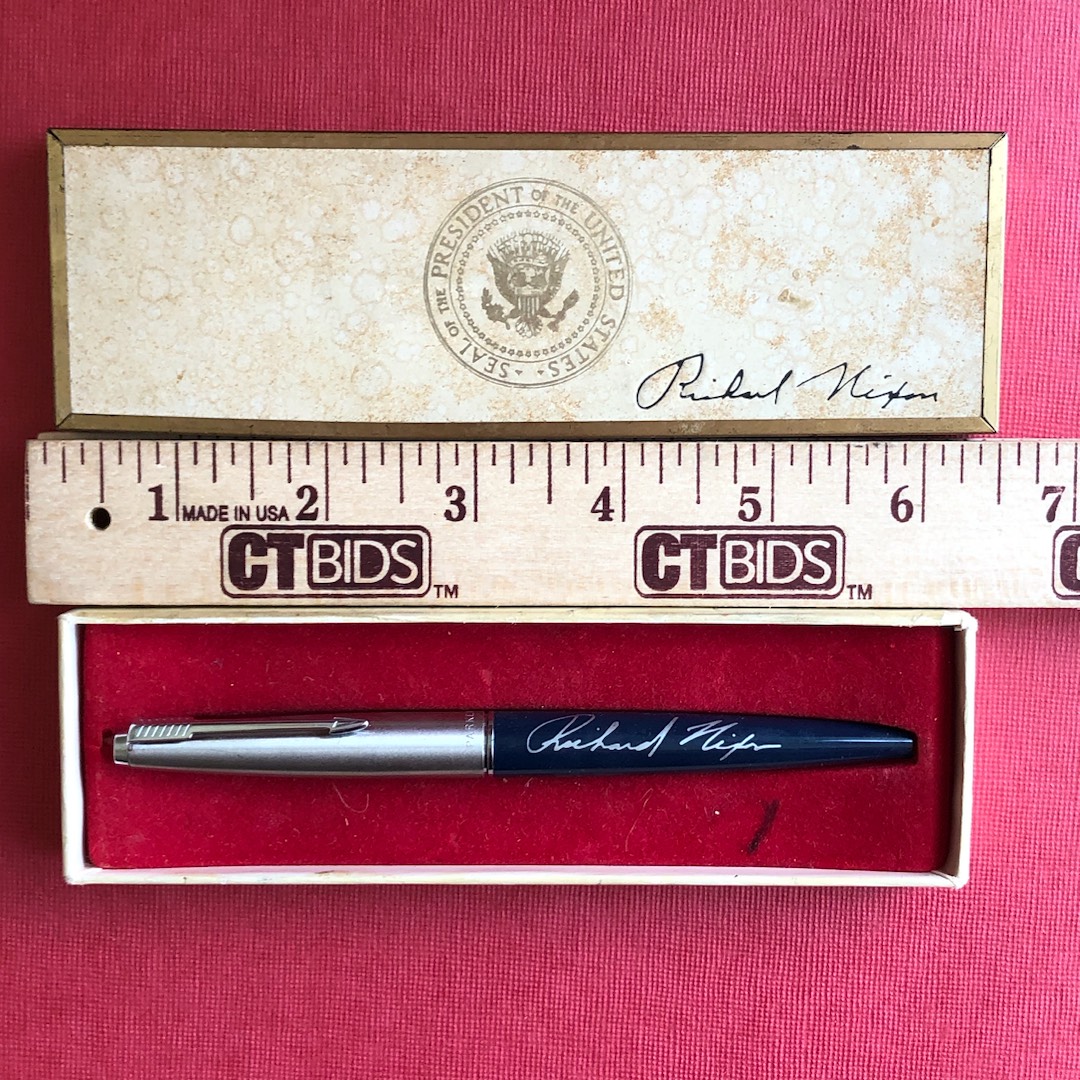 SEAL OF THE PRESIDENT OF THE UNITED STATES
Richard Nixon
1 MADE IN USA 2 3 4 5 6 7
CTBIDS™ CTBIDS™ C
PARKER
Richard Nixon